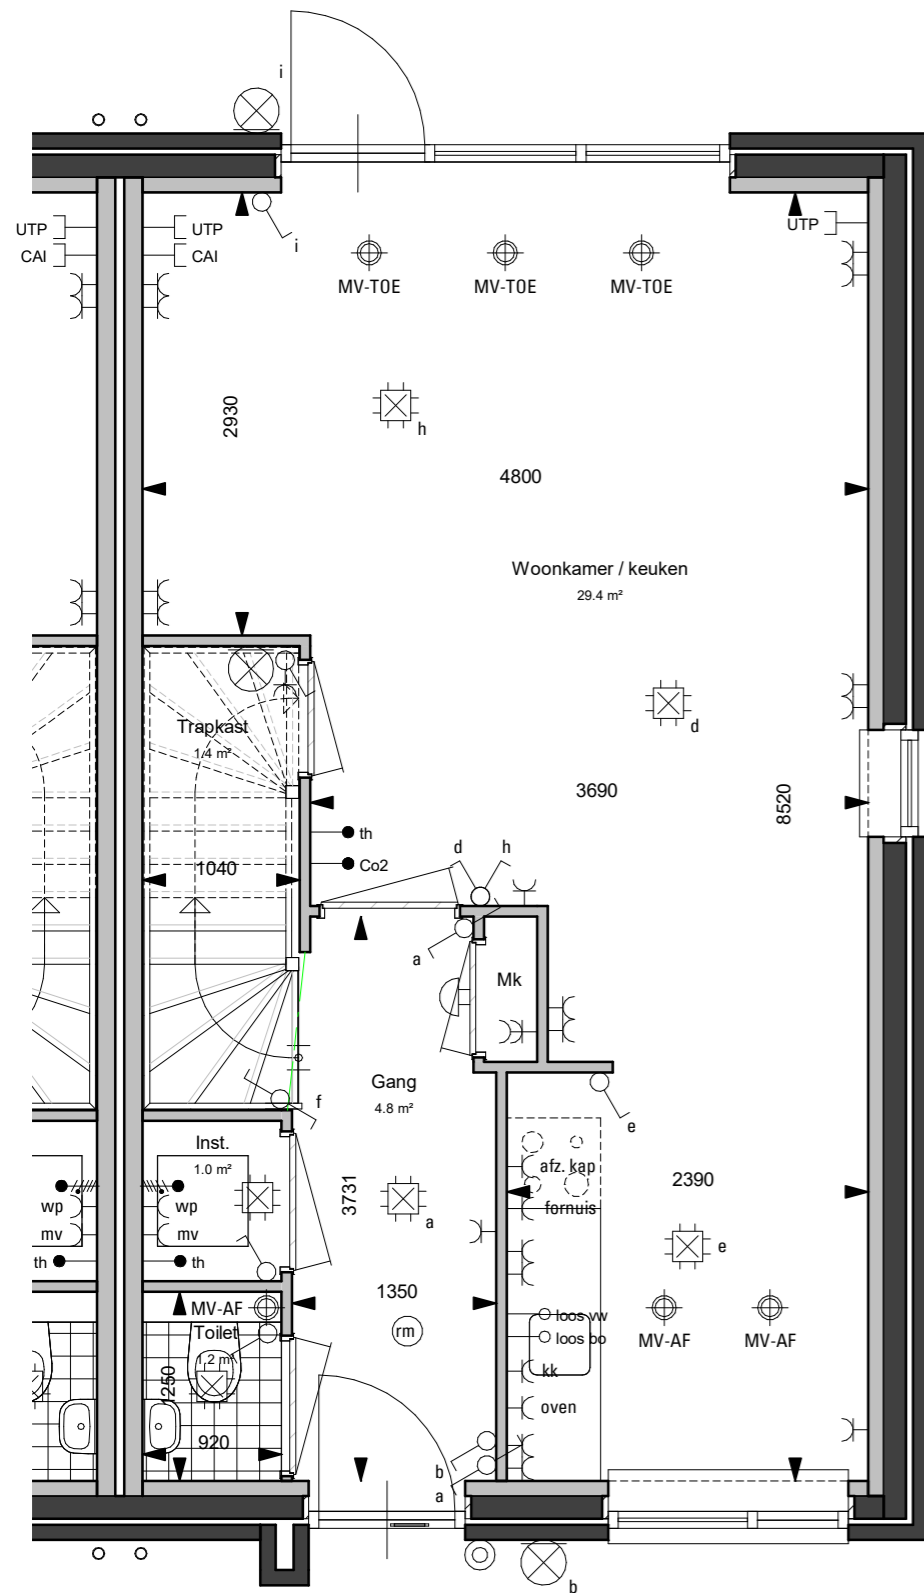 i
i
UTP
UTP
UTP
CAI
CAI
MV-TOE
MV-TOE
MV-TOE
h
2930
4800
Woonkamer / keuken
29.4 m²
d
Trapkast
1.4 m²
3690
8520
th
Co2
d
h
1040
a
Mk
Gang
4.8 m²
f
e
Inst.
1.0 m²
afz. kap
fornuis
2390
wp
wp
3731
a
e
mv
mv
th
th
1350
MV-AF
Toilet
1.2 m²
rm
loos vw
loos bo
MV-AF
MV-AF
kk
1250
oven
920
b
a
b